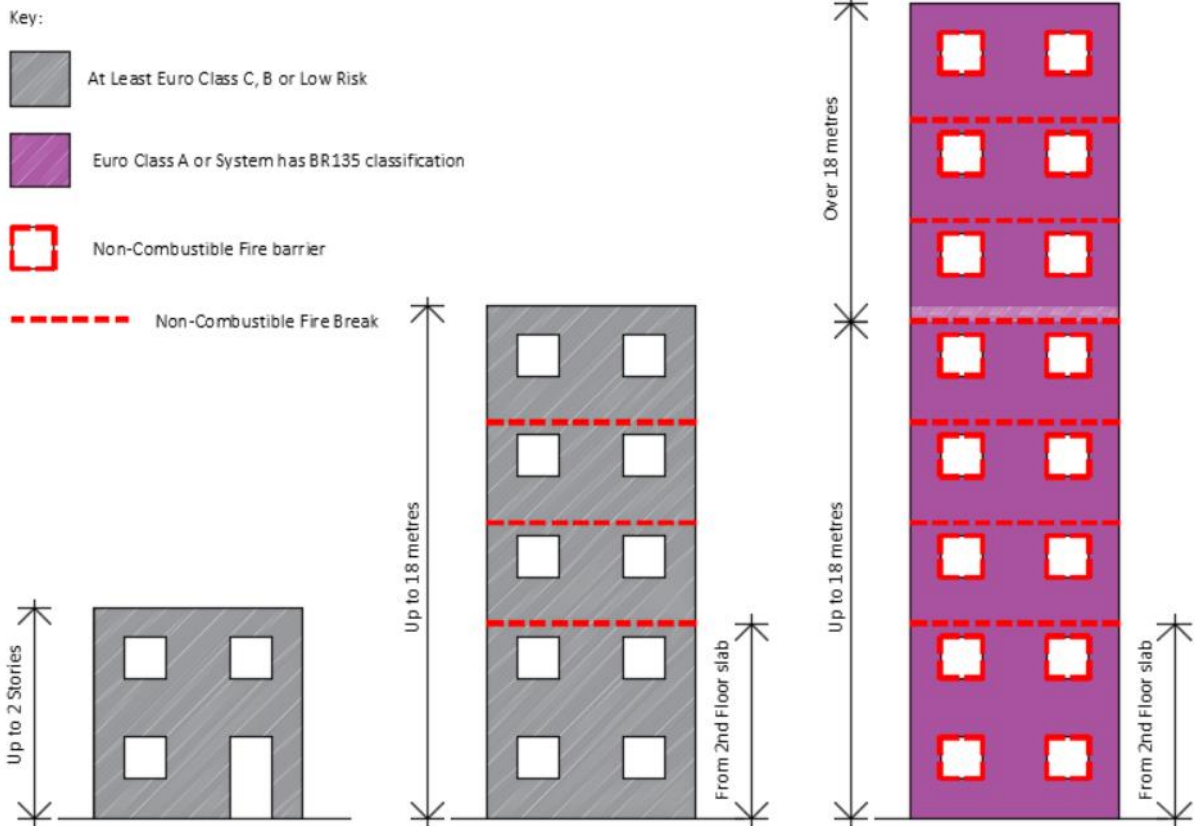 Key:
At Least Euro Class C, B or Low Risk
Euro Class A or System has BR135 classification
Non-Combustible Fire barrier
Non-Combustible Fire Break
Up to 2 Stories
Up to 18 metres
From 2nd Floor slab
Over 18 metres
Up to 18 metres
From 2nd Floor slab